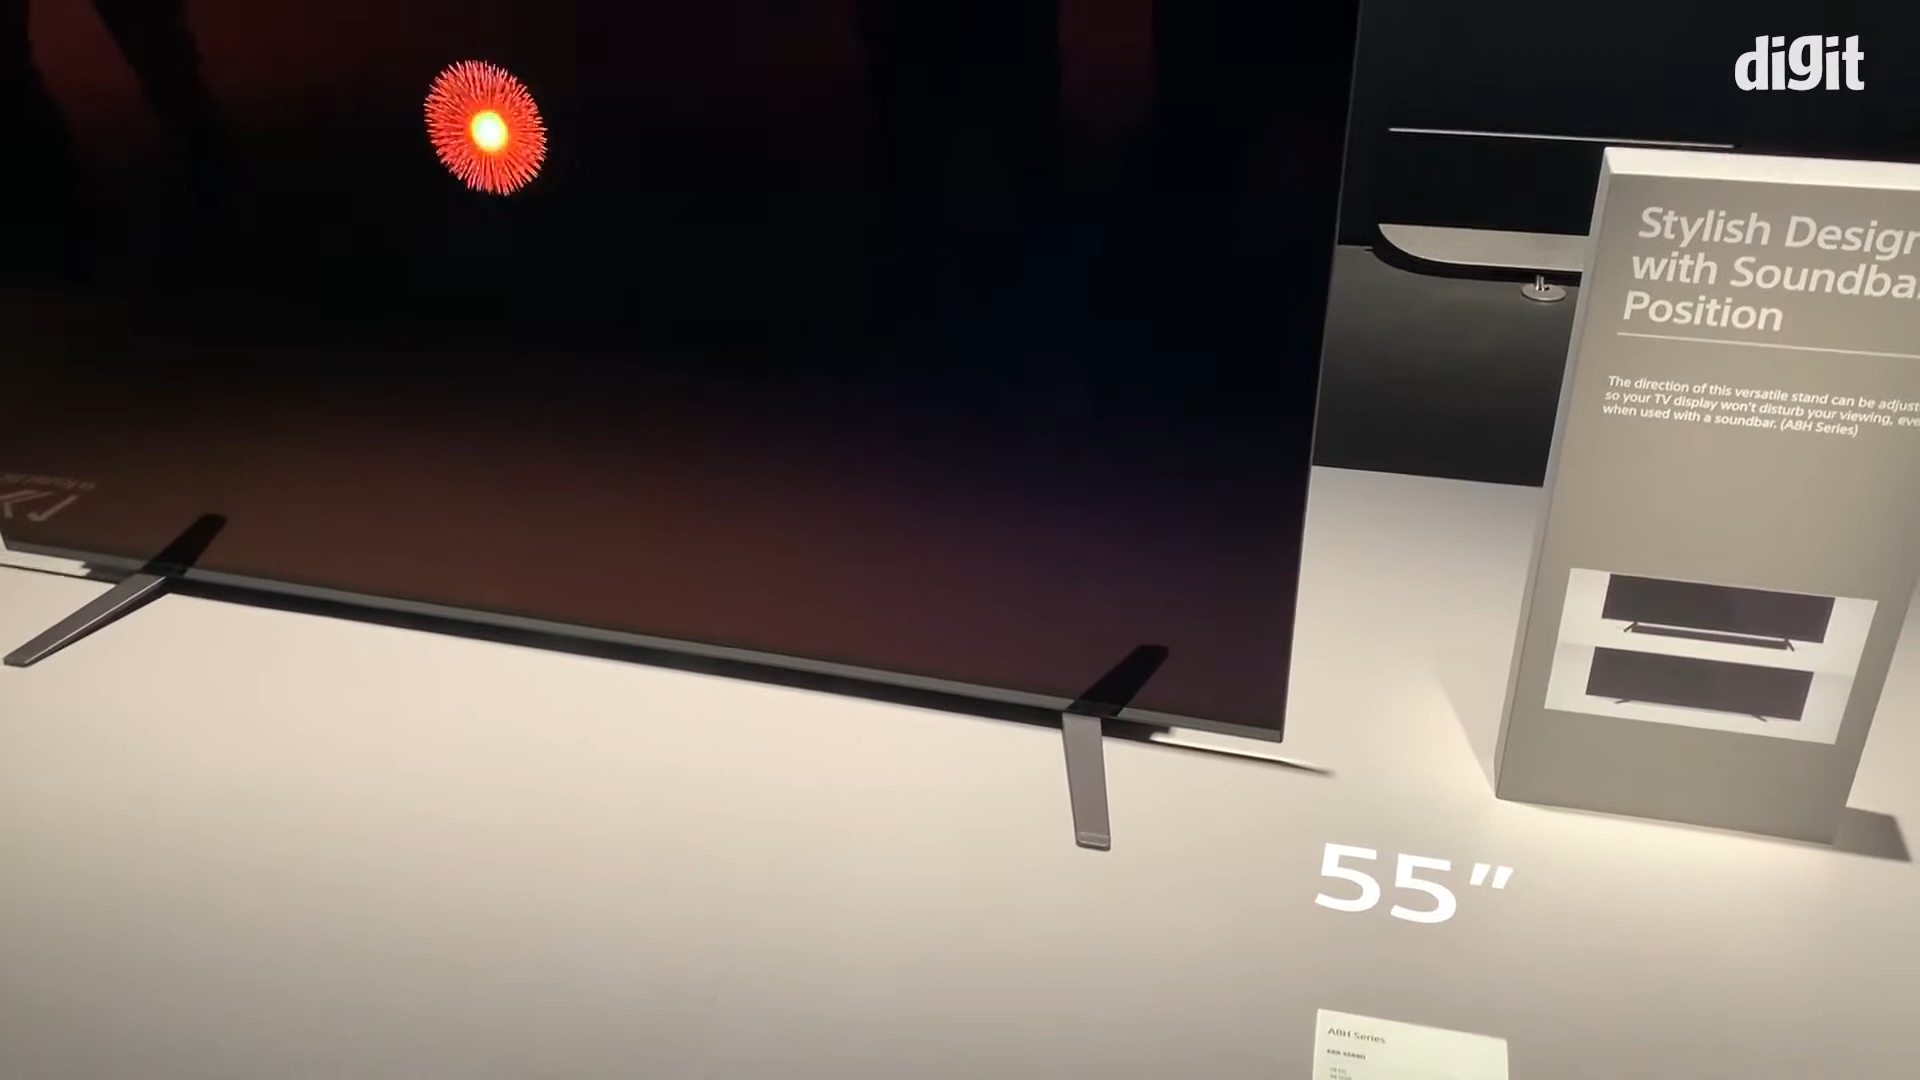 digit
Stylish Design
with Soundba
Position
The direction of this versatile stand can be adjust
so your TV display won't disturb your viewing, eve
when used with a soundbar. (A8H Series)
55"
A8H Series